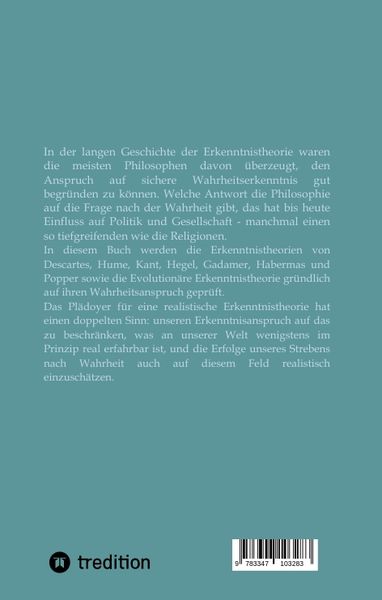 In der langen Geschichte der Erkenntnistheorie waren
die meisten Philosophen davon überzeugt, den
Anspruch auf sichere Wahrheitserkenntnis gut
begründen zu können. Welche Antwort die Philosophie
auf die Frage nach der Wahrheit gibt, das hat bis heute
Einfluss auf Politik und Gesellschaft - manchmal einen
so tiefgreifenden wie die Religionen.
In diesem Buch werden die Erkenntnistheorien von
Descartes, Hume, Kant, Hegel, Gadamer, Habermas und
Popper sowie die Evolutionäre Erkenntnistheorie gründlich
auf ihren Wahrheitsanspruch geprüft.
Das Plädoyer für eine realistische Erkenntnistheorie hat
einen doppelten Sinn: unseren Erkenntnisanspruch auf das
zu beschränken, was an unserer Welt wenigstens im
Prinzip real erfahrbar ist, und die Erfolge unseres Strebens
nach Wahrheit auch auf diesem Feld realistisch
einzuschätzen.
tredition
9 783347 103283